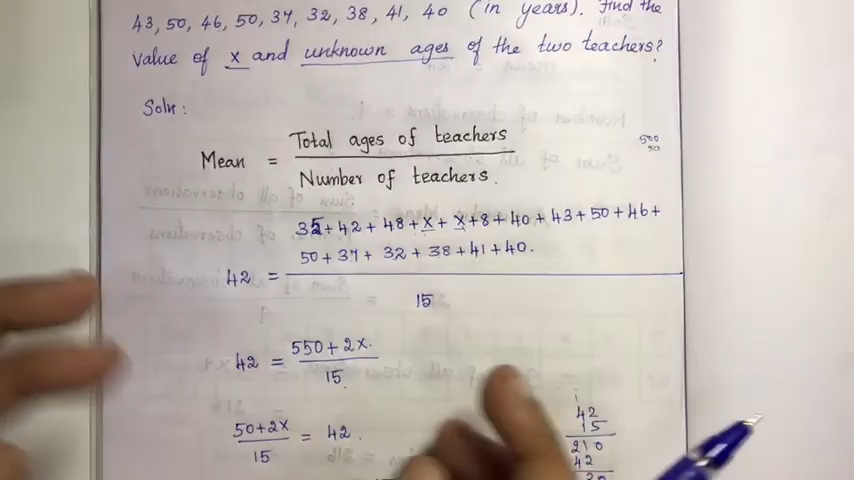 43, 50, 46, 50, 37, 32, 38, 41, 40 (in years). Find the
value of x and unknown ages of the two teachers?
Soln:
Mean = Total ages of teachers
Number of teachers.
500
50
42 = 35+42+48+x+x+8+40+43+50+46+
50+37+32+38+41+40.
15
42 = 550+2x.
15
50+2x = 42.
15
42
15
210
42